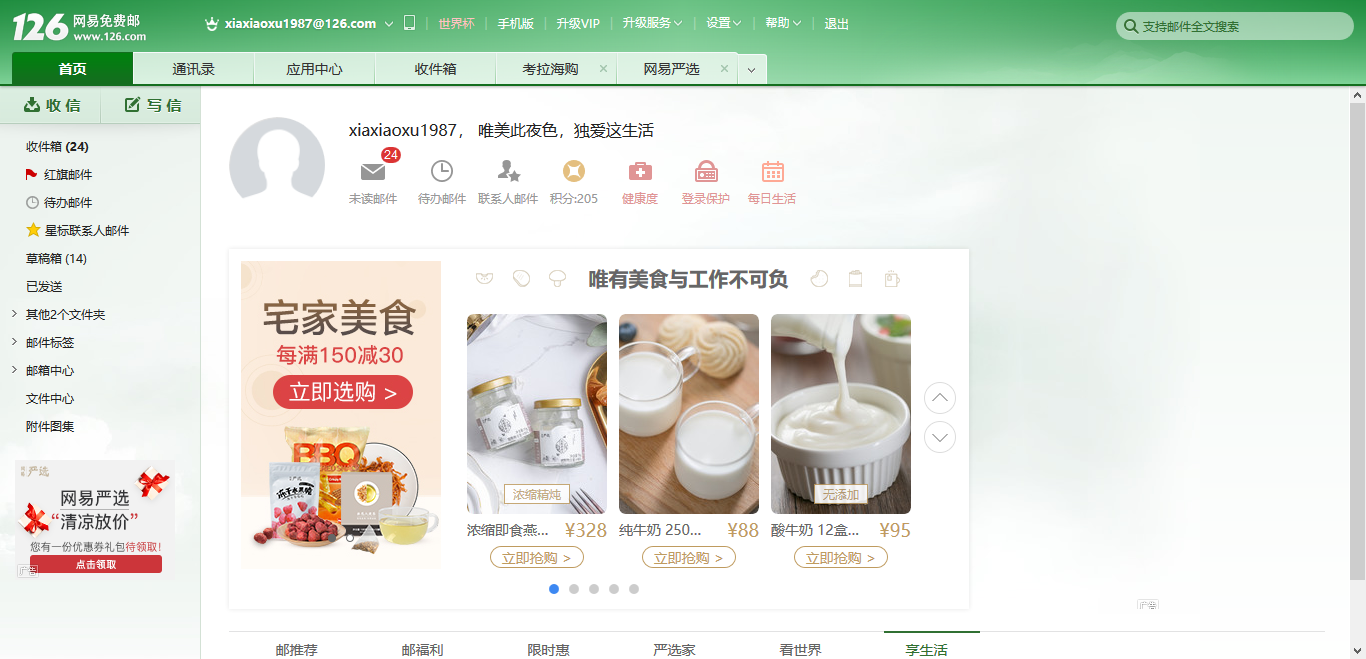 126 网易免费邮
www.126.com
xiaxiaoxu1987@126.com
世界杯 手机版 升级VIP 升级服务 设置 帮助 退出
支持邮件全文搜索
首页 通讯录 应用中心 收件箱 考拉海购 × 网易严选 ×
收 信 写 信
收件箱 (24)
红旗邮件
待办邮件
星标联系人邮件
草稿箱 (14)
已发送
其他2个文件夹
邮件标签
邮箱中心
文件中心
附件图集
严选
网易严选
“清凉放价”
您有一份优惠券礼包待领取!
点击领取
广告
xiaxiaoxu1987， 唯美此夜色，独爱这生活
24
未读邮件 待办邮件 联系人邮件 积分:205 健康度 登录保护 每日生活
宅家美食
每满150减30
立即选购 >
BBQ
唯有美食与工作不可负
浓缩精炖
无添加
浓缩即食燕... ¥328 纯牛奶 250... ¥88 酸牛奶 12盒... ¥95
立即抢购 > 立即抢购 > 立即抢购 >
广告
邮推荐 邮福利 限时惠 严选家 看世界 享生活